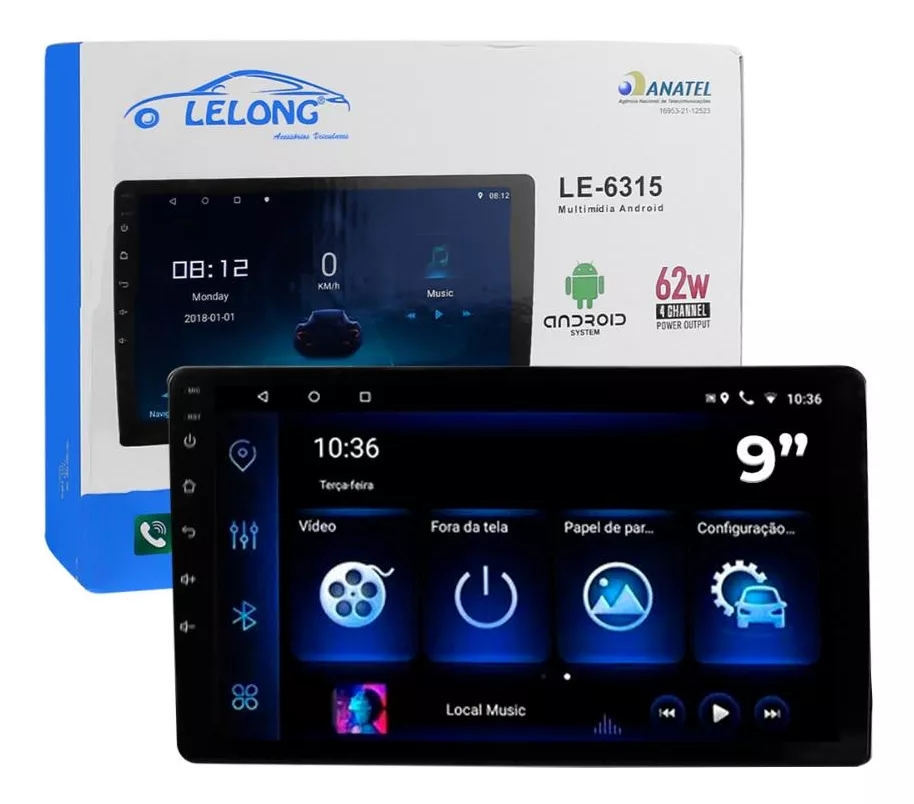 LELONG®
Acessórios Veiculares
ANATEL
Agência Nacional de Telecomunicações
16953-21-12523
LE-6315
Multimídia Android
08:12
08:12
0
KM/h
Monday
2018-01-01
Music
ANDROID
SYSTEM
62W
4 CHANNEL
POWER OUTPUT
MIC
RST
10:36
10:36
Terça-feira
9”
Vídeo
Fora da tela
Papel de par...
Configuração...
Local Music